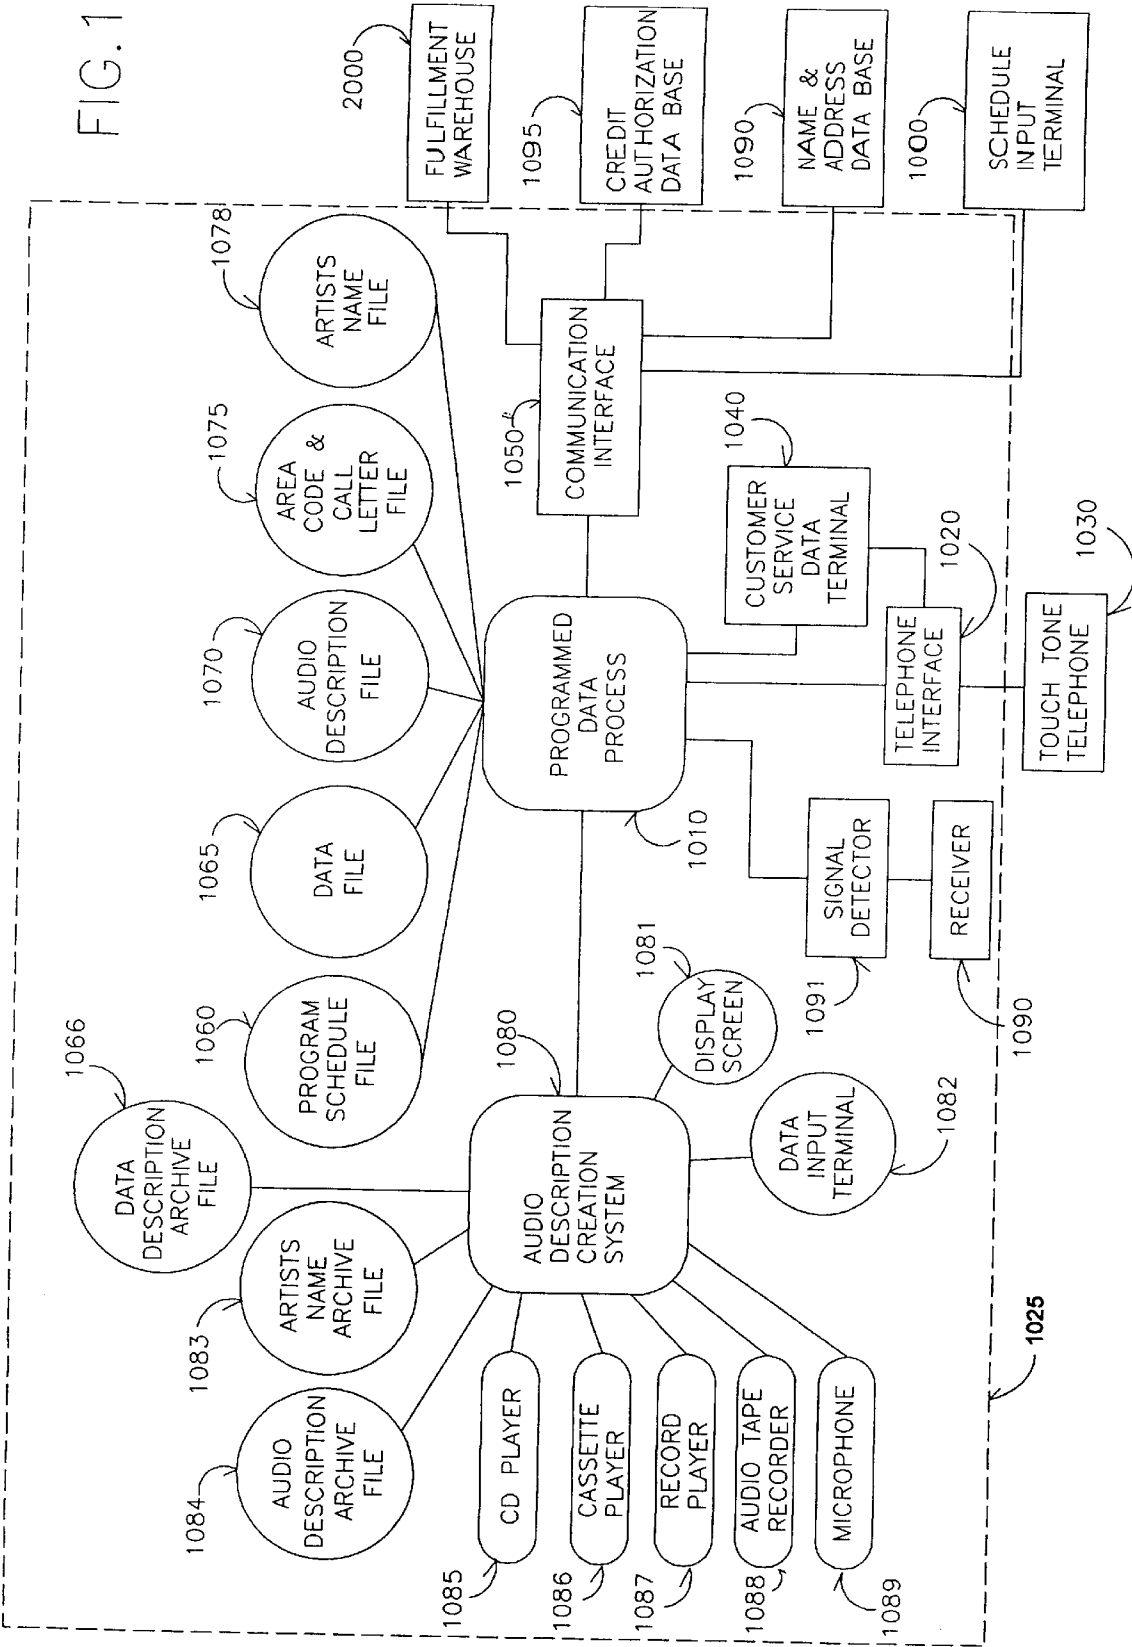 FIG.1
1084
AUDIO
DESCRIPTION
ARCHIVE
FILE
1083
ARTISTS
NAME
ARCHIVE
FILE
1066
DATA
DESCRIPTION
ARCHIVE
FILE
1060
PROGRAM
SCHEDULE
FILE
1065
DATA
FILE
1070
AUDIO
DESCRIPTION
FILE
1075
AREA
CODE &
CALL
LETTER
FILE
1078
ARTISTS
NAME
FILE
2000
FULFILLMENT
WAREHOUSE
1095
CREDIT
AUTHORIZATION
DATA BASE
1090
NAME &
ADDRESS
DATA BASE
1000
SCHEDULE
INPUT
TERMINAL
1050
COMMUNICATION
INTERFACE
PROGRAMMED
DATA
PROCESS
1010
1080
AUDIO
DESCRIPTION
CREATION
SYSTEM
1085
CD PLAYER
1086
CASSETTE
PLAYER
1087
RECORD
PLAYER
1088
AUDIO TAPE
RECORDER
1089
MICROPHONE
1081
DISPLAY
SCREEN
DATA
INPUT
TERMINAL
1082
SIGNAL
DETECTOR
1091
RECEIVER
1090
1040
CUSTOMER
SERVICE
DATA
TERMINAL
1020
TELEPHONE
INTERFACE
1030
TOUCH TONE
TELEPHONE
1025